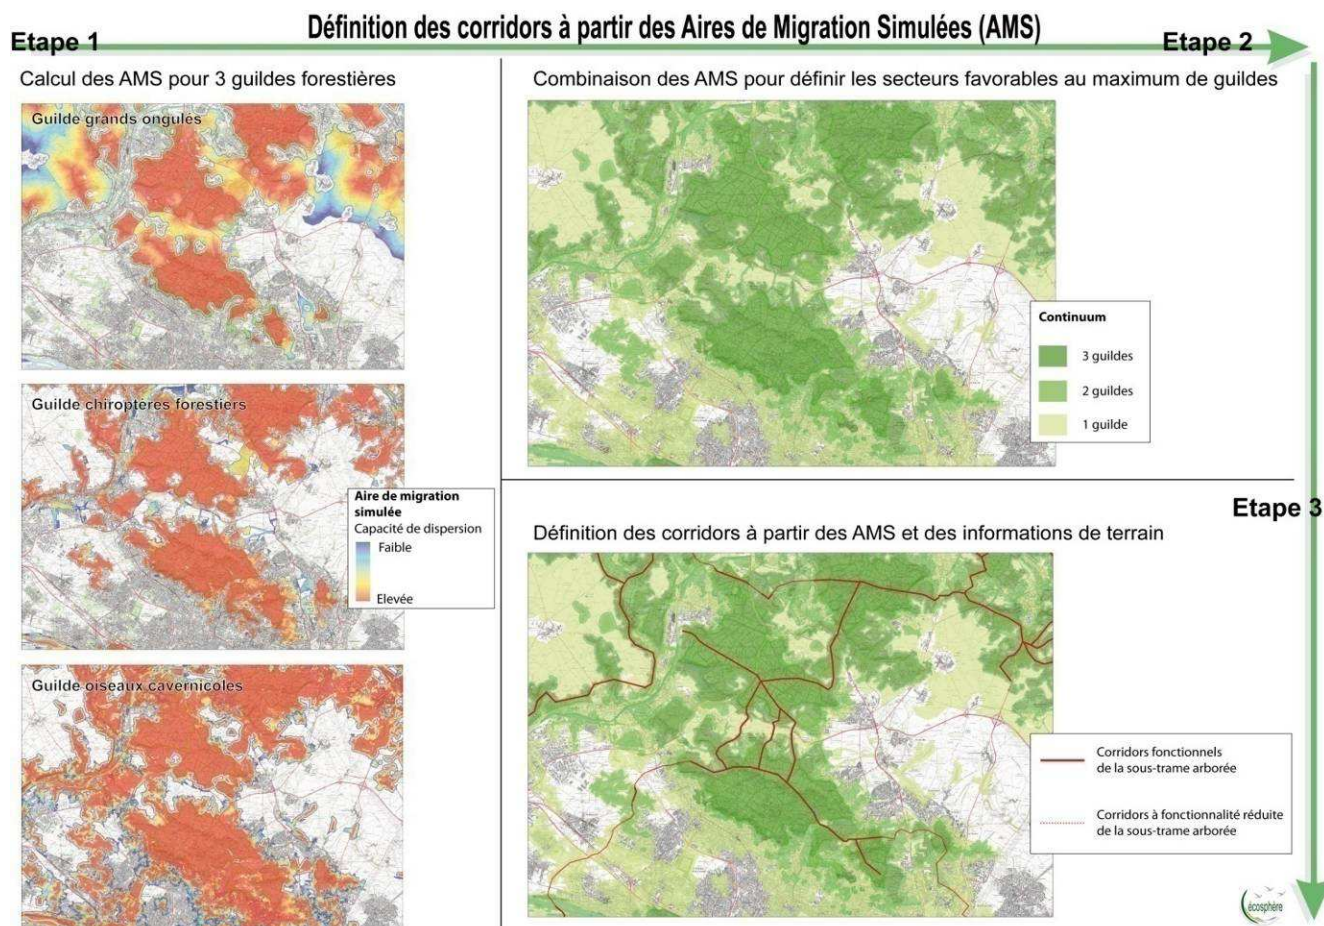 Définition des corridors à partir des Aires de Migration Simulées (AMS)
Etape 1
Etape 2
Calcul des AMS pour 3 guildes forestières
Guilde grands ongulés
Guilde chiroptères forestiers
Aire de migration
simulée
Capacité de dispersion
Faible
Elevée
Guilde oiseaux cavernicoles
Combinaison des AMS pour définir les secteurs favorables au maximum de guildes
Continuum
3 guildes
2 guildes
1 guilde
Etape 3
Définition des corridors à partir des AMS et des informations de terrain
Corridors fonctionnels
de la sous-trame arborée
Corridors à fonctionnalité réduite
de la sous-trame arborée
écosphère